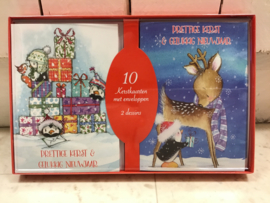 PRETTIGE KERST &
GELUKKIG NIEUWJAAR
10
Kerstkaarten
met enveloppen
2 dessins
PRETTIGE KERST &
GELUKKIG NIEUWJAAR